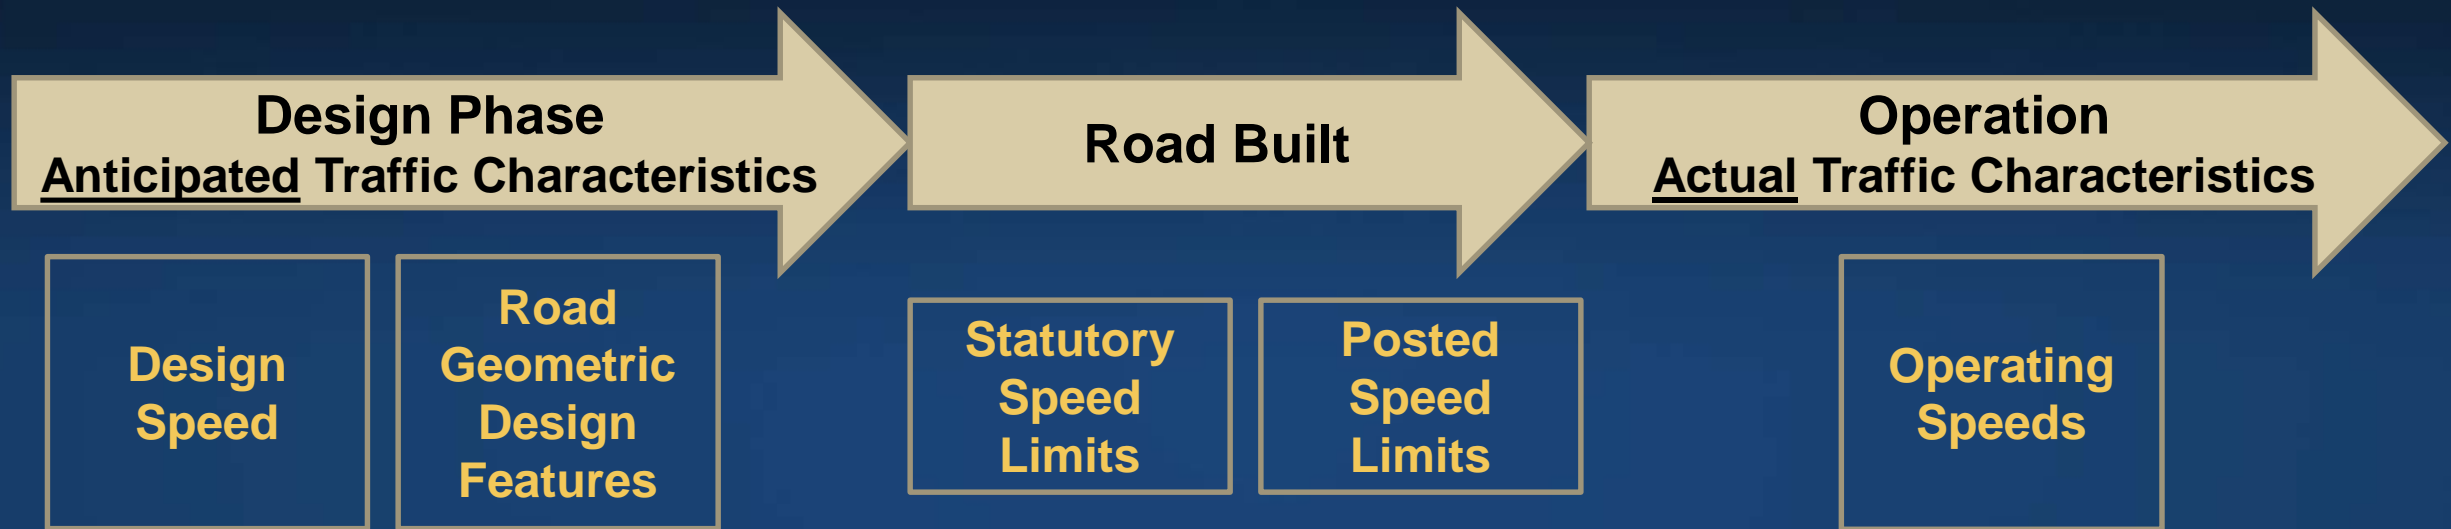 Design Phase
Anticipated Traffic Characteristics
Road Built
Operation
Actual Traffic Characteristics
Design
Speed
Road
Geometric
Design
Features
Statutory
Speed
Limits
Posted
Speed
Limits
Operating
Speeds